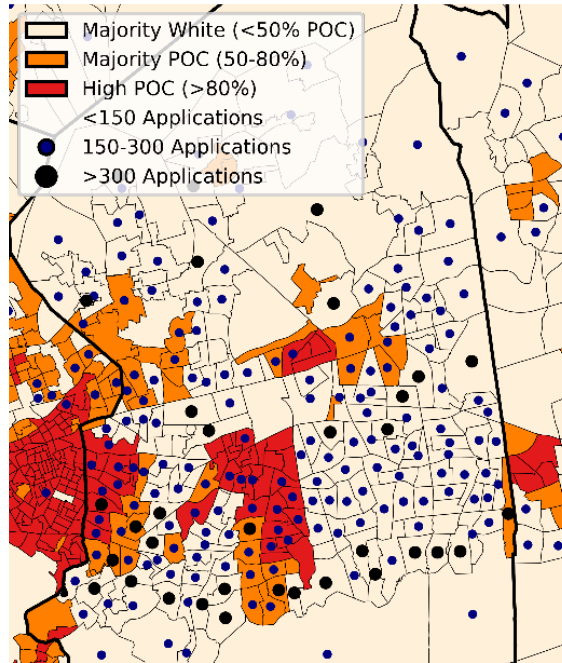 Majority White (<50% POC)
Majority POC (50-80%)
High POC (>80%)
<150 Applications
150-300 Applications
>300 Applications